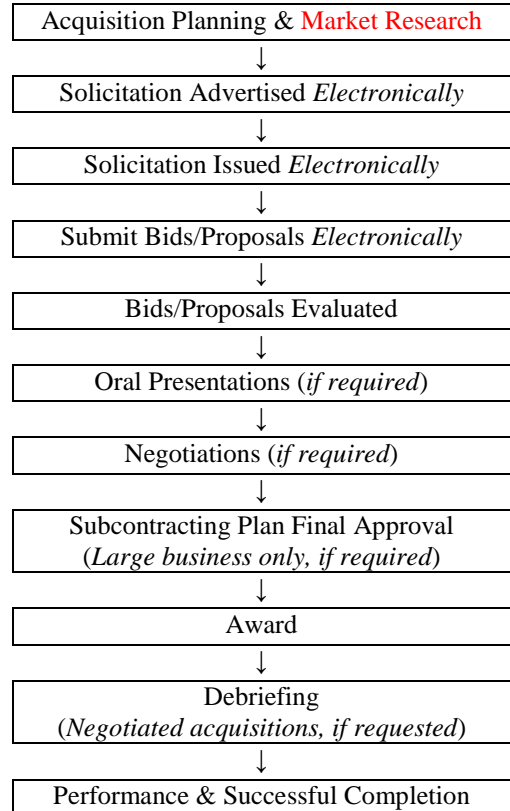 Acquisition Planning & Market Research
↓
Solicitation Advertised Electronically
↓
Solicitation Issued Electronically
↓
Submit Bids/Proposals Electronically
↓
Bids/Proposals Evaluated
↓
Oral Presentations (if required)
↓
Negotiations (if required)
↓
Subcontracting Plan Final Approval
(Large business only, if required)
↓
Award
↓
Debriefing
(Negotiated acquisitions, if requested)
↓
Performance & Successful Completion